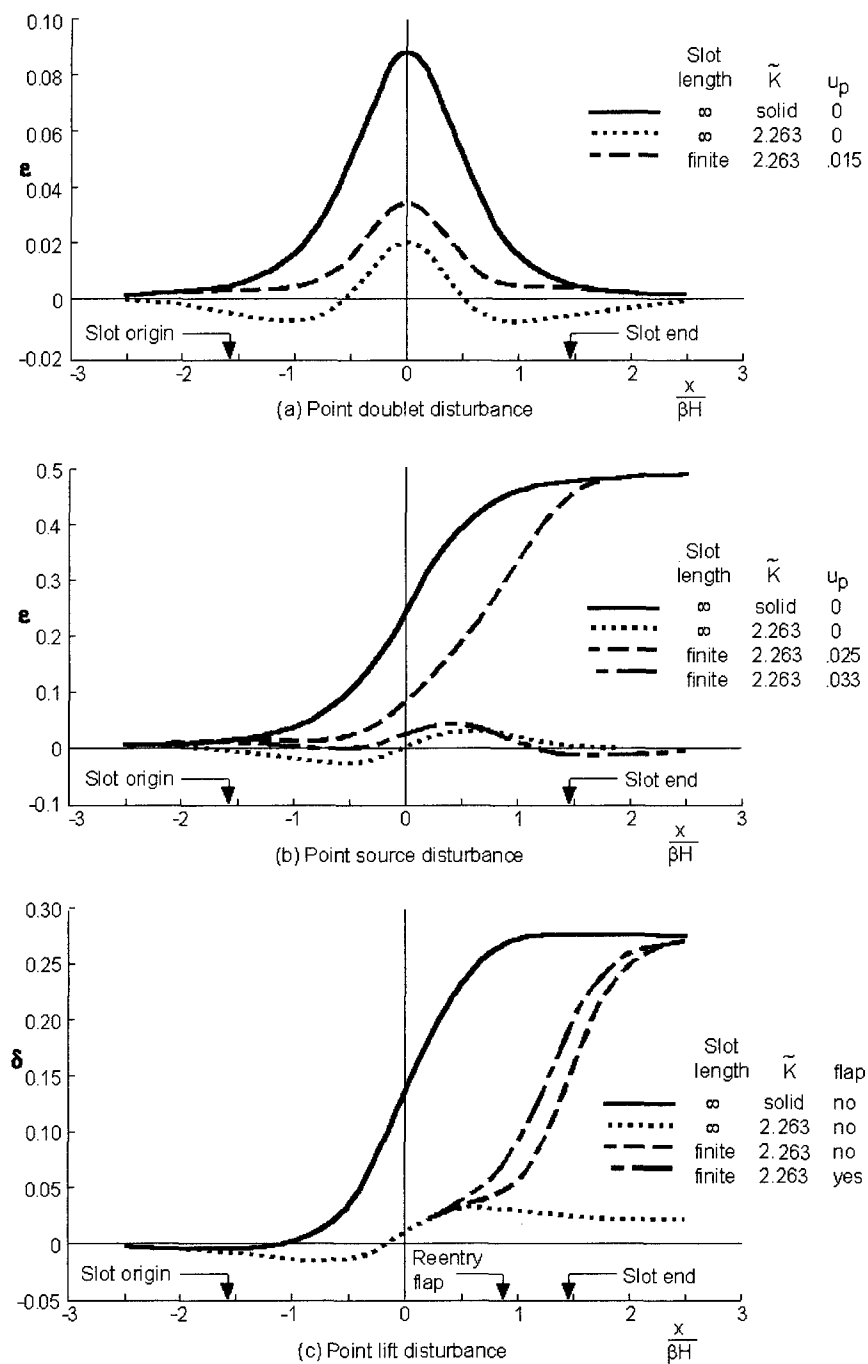 0.10
0.08
0.06
0.04
0.02
0
-0.02
ε
Slot length K̃ u_p
∞ solid 0
∞ 2.263 0
finite 2.263 .015
Slot origin
Slot end
-3 -2 -1 0 1 2 3
x/βH
(a) Point doublet disturbance
0.5
0.4
0.3
0.2
0.1
0
-0.1
ε
Slot length K̃ u_p
∞ solid 0
∞ 2.263 0
finite 2.263 .025
finite 2.263 .033
Slot origin
Slot end
-3 -2 -1 0 1 2 3
x/βH
(b) Point source disturbance
0.30
0.25
0.20
0.15
0.10
0.05
0
-0.05
δ
Slot length K̃ flap
∞ solid no
∞ 2.263 no
finite 2.263 no
finite 2.263 yes
Slot origin
Reentry flap
Slot end
-3 -2 -1 0 1 2 3
x/βH
(c) Point lift disturbance